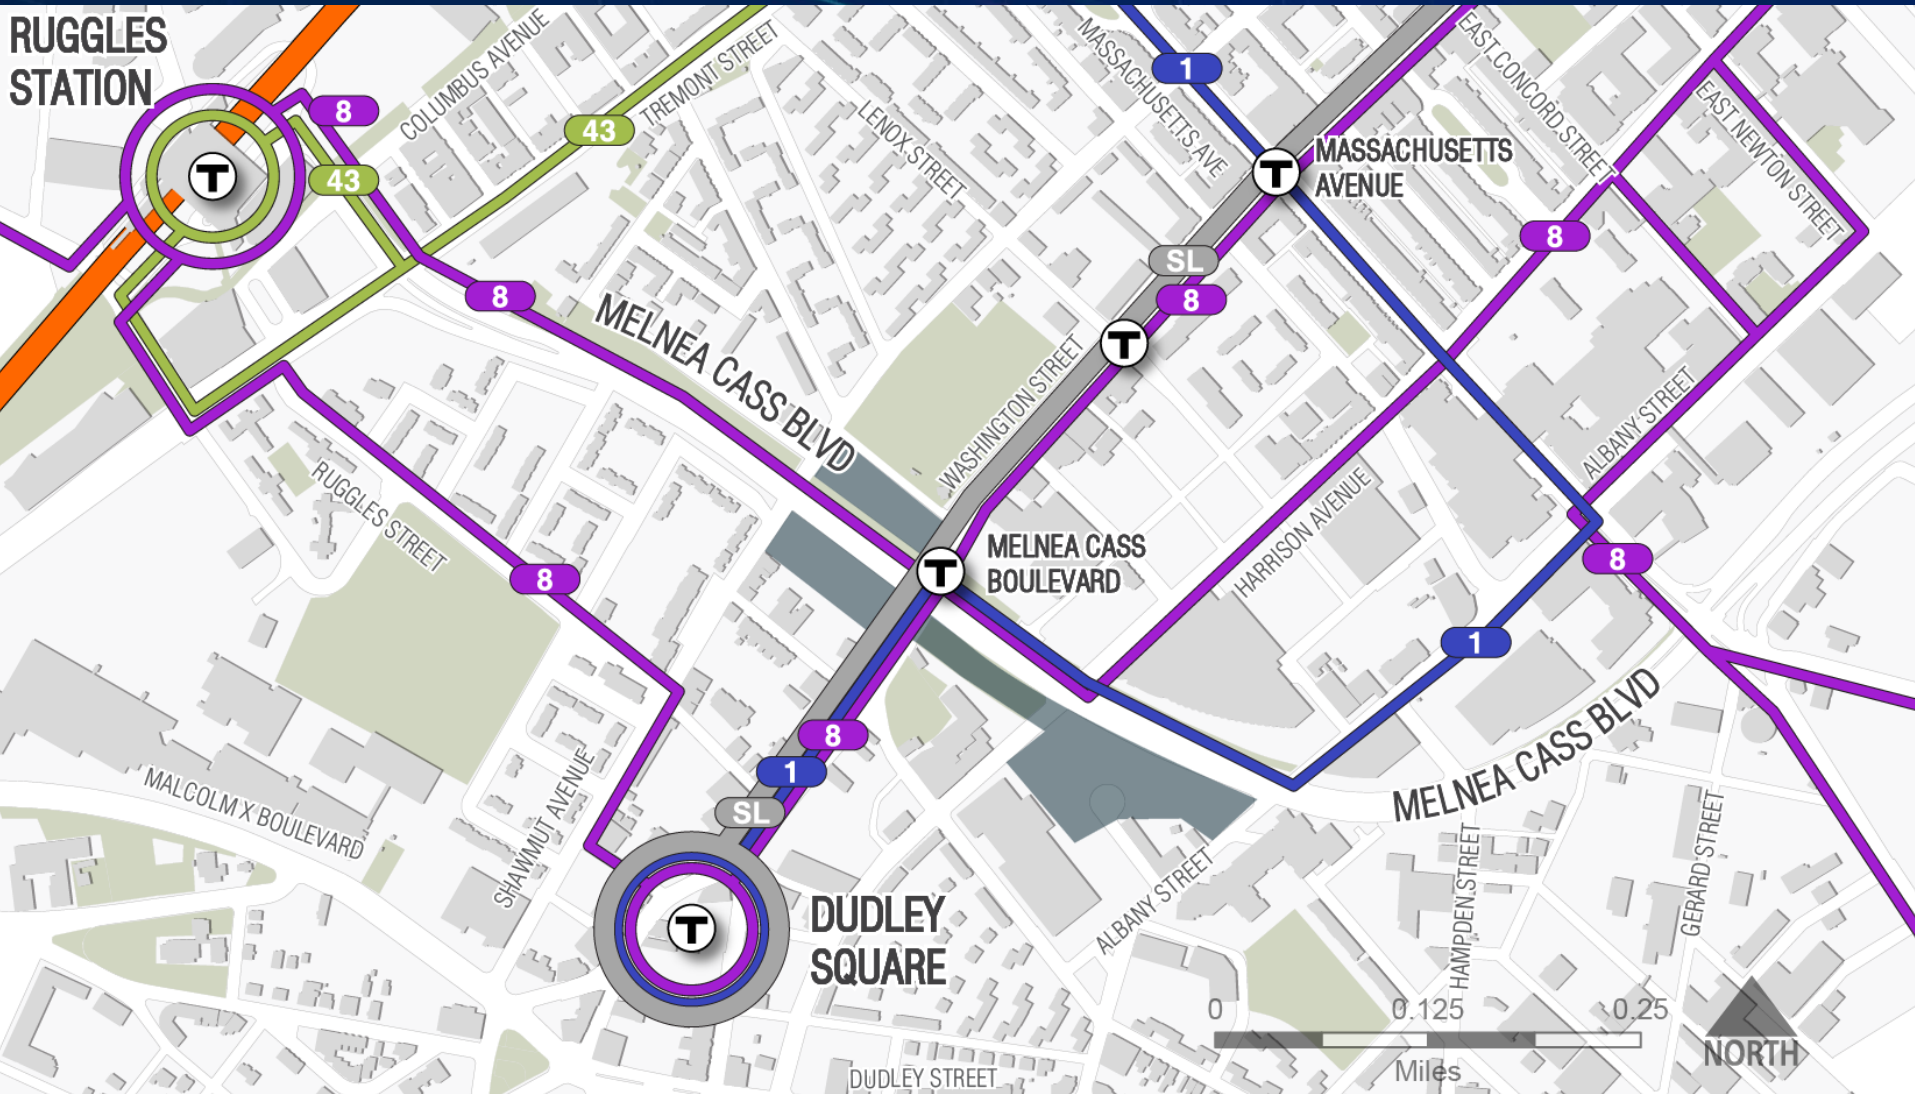 RUGGLES
STATION
8
COLUMBUS AVENUE
43
TREMONT STREET
43
LENOX STREET
MASSACHUSETTS AVE
1
EAST CONCORD STREET
EAST NEWTON STREET
T
T
MASSACHUSETTS
AVENUE
8
SL
8
8
MELNEA CASS BLVD
T
WASHINGTON STREET
ALBANY STREET
RUGGLES STREET
HARRISON AVENUE
8
T
MELNEA CASS
BOULEVARD
8
1
MELNEA CASS BLVD
8
1
SL
MALCOLM X BOULEVARD
SHAWMUT AVENUE
T
DUDLEY
SQUARE
ALBANY STREET
HAMPDEN STREET
GERARD STREET
0 0.125 0.25
Miles
NORTH
DUDLEY STREET